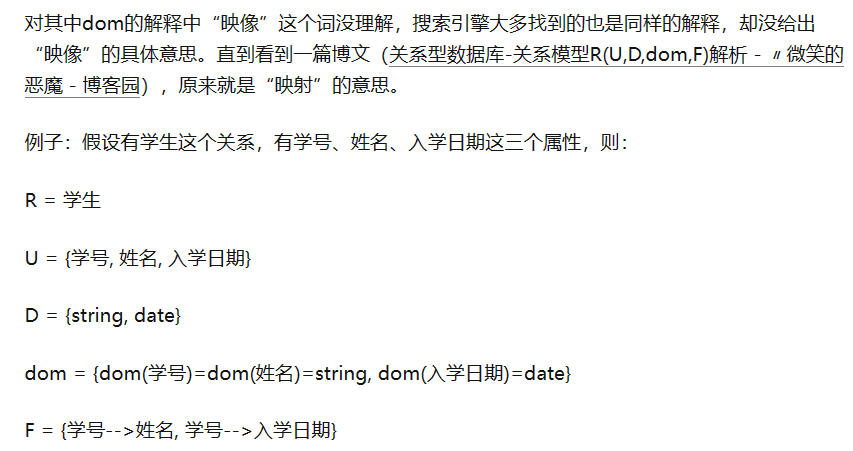 对其中dom的解释中“映像”这个词没理解，搜索引擎大多找到的也是同样的解释，却没给出
“映像”的具体意思。直到看到一篇博文（关系型数据库-关系模型R(U,D,dom,F)解析 - 〃微笑的
恶魔 - 博客园），原来就是“映射”的意思。
例子：假设有学生这个关系，有学号、姓名、入学日期这三个属性，则：
R = 学生
U = {学号, 姓名, 入学日期}
D = {string, date}
dom = {dom(学号)=dom(姓名)=string, dom(入学日期)=date}
F = {学号-->姓名, 学号-->入学日期}